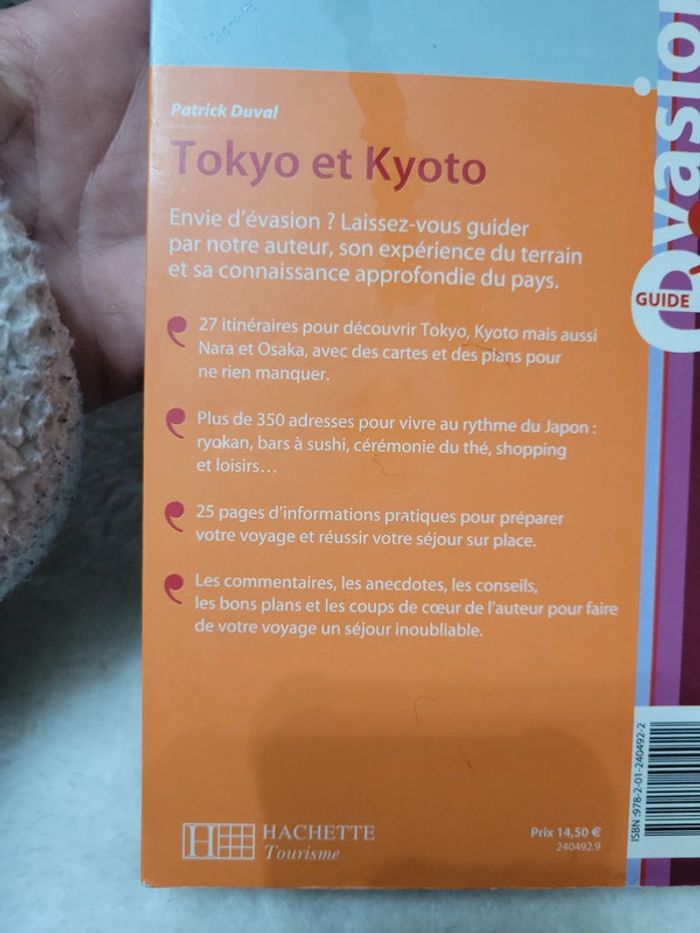 Patrick Duval
Tokyo et Kyoto
Envie d'évasion ? Laissez-vous guider
par notre auteur, son expérience du terrain
et sa connaissance approfondie du pays.
27 itinéraires pour découvrir Tokyo, Kyoto mais aussi
Nara et Osaka, avec des cartes et des plans pour
ne rien manquer.
Plus de 350 adresses pour vivre au rythme du Japon :
ryokan, bars à sushi, cérémonie du thé, shopping
et loisirs…
25 pages d'informations pratiques pour préparer
votre voyage et réussir votre séjour sur place.
Les commentaires, les anecdotes, les conseils,
les bons plans et les coups de cœur de l'auteur pour faire
de votre voyage un séjour inoubliable.
H HACHETTE
Tourisme
Prix 14,50 €
240492.9
GUIDE
évasion
ISBN :978-2-01-240492-2